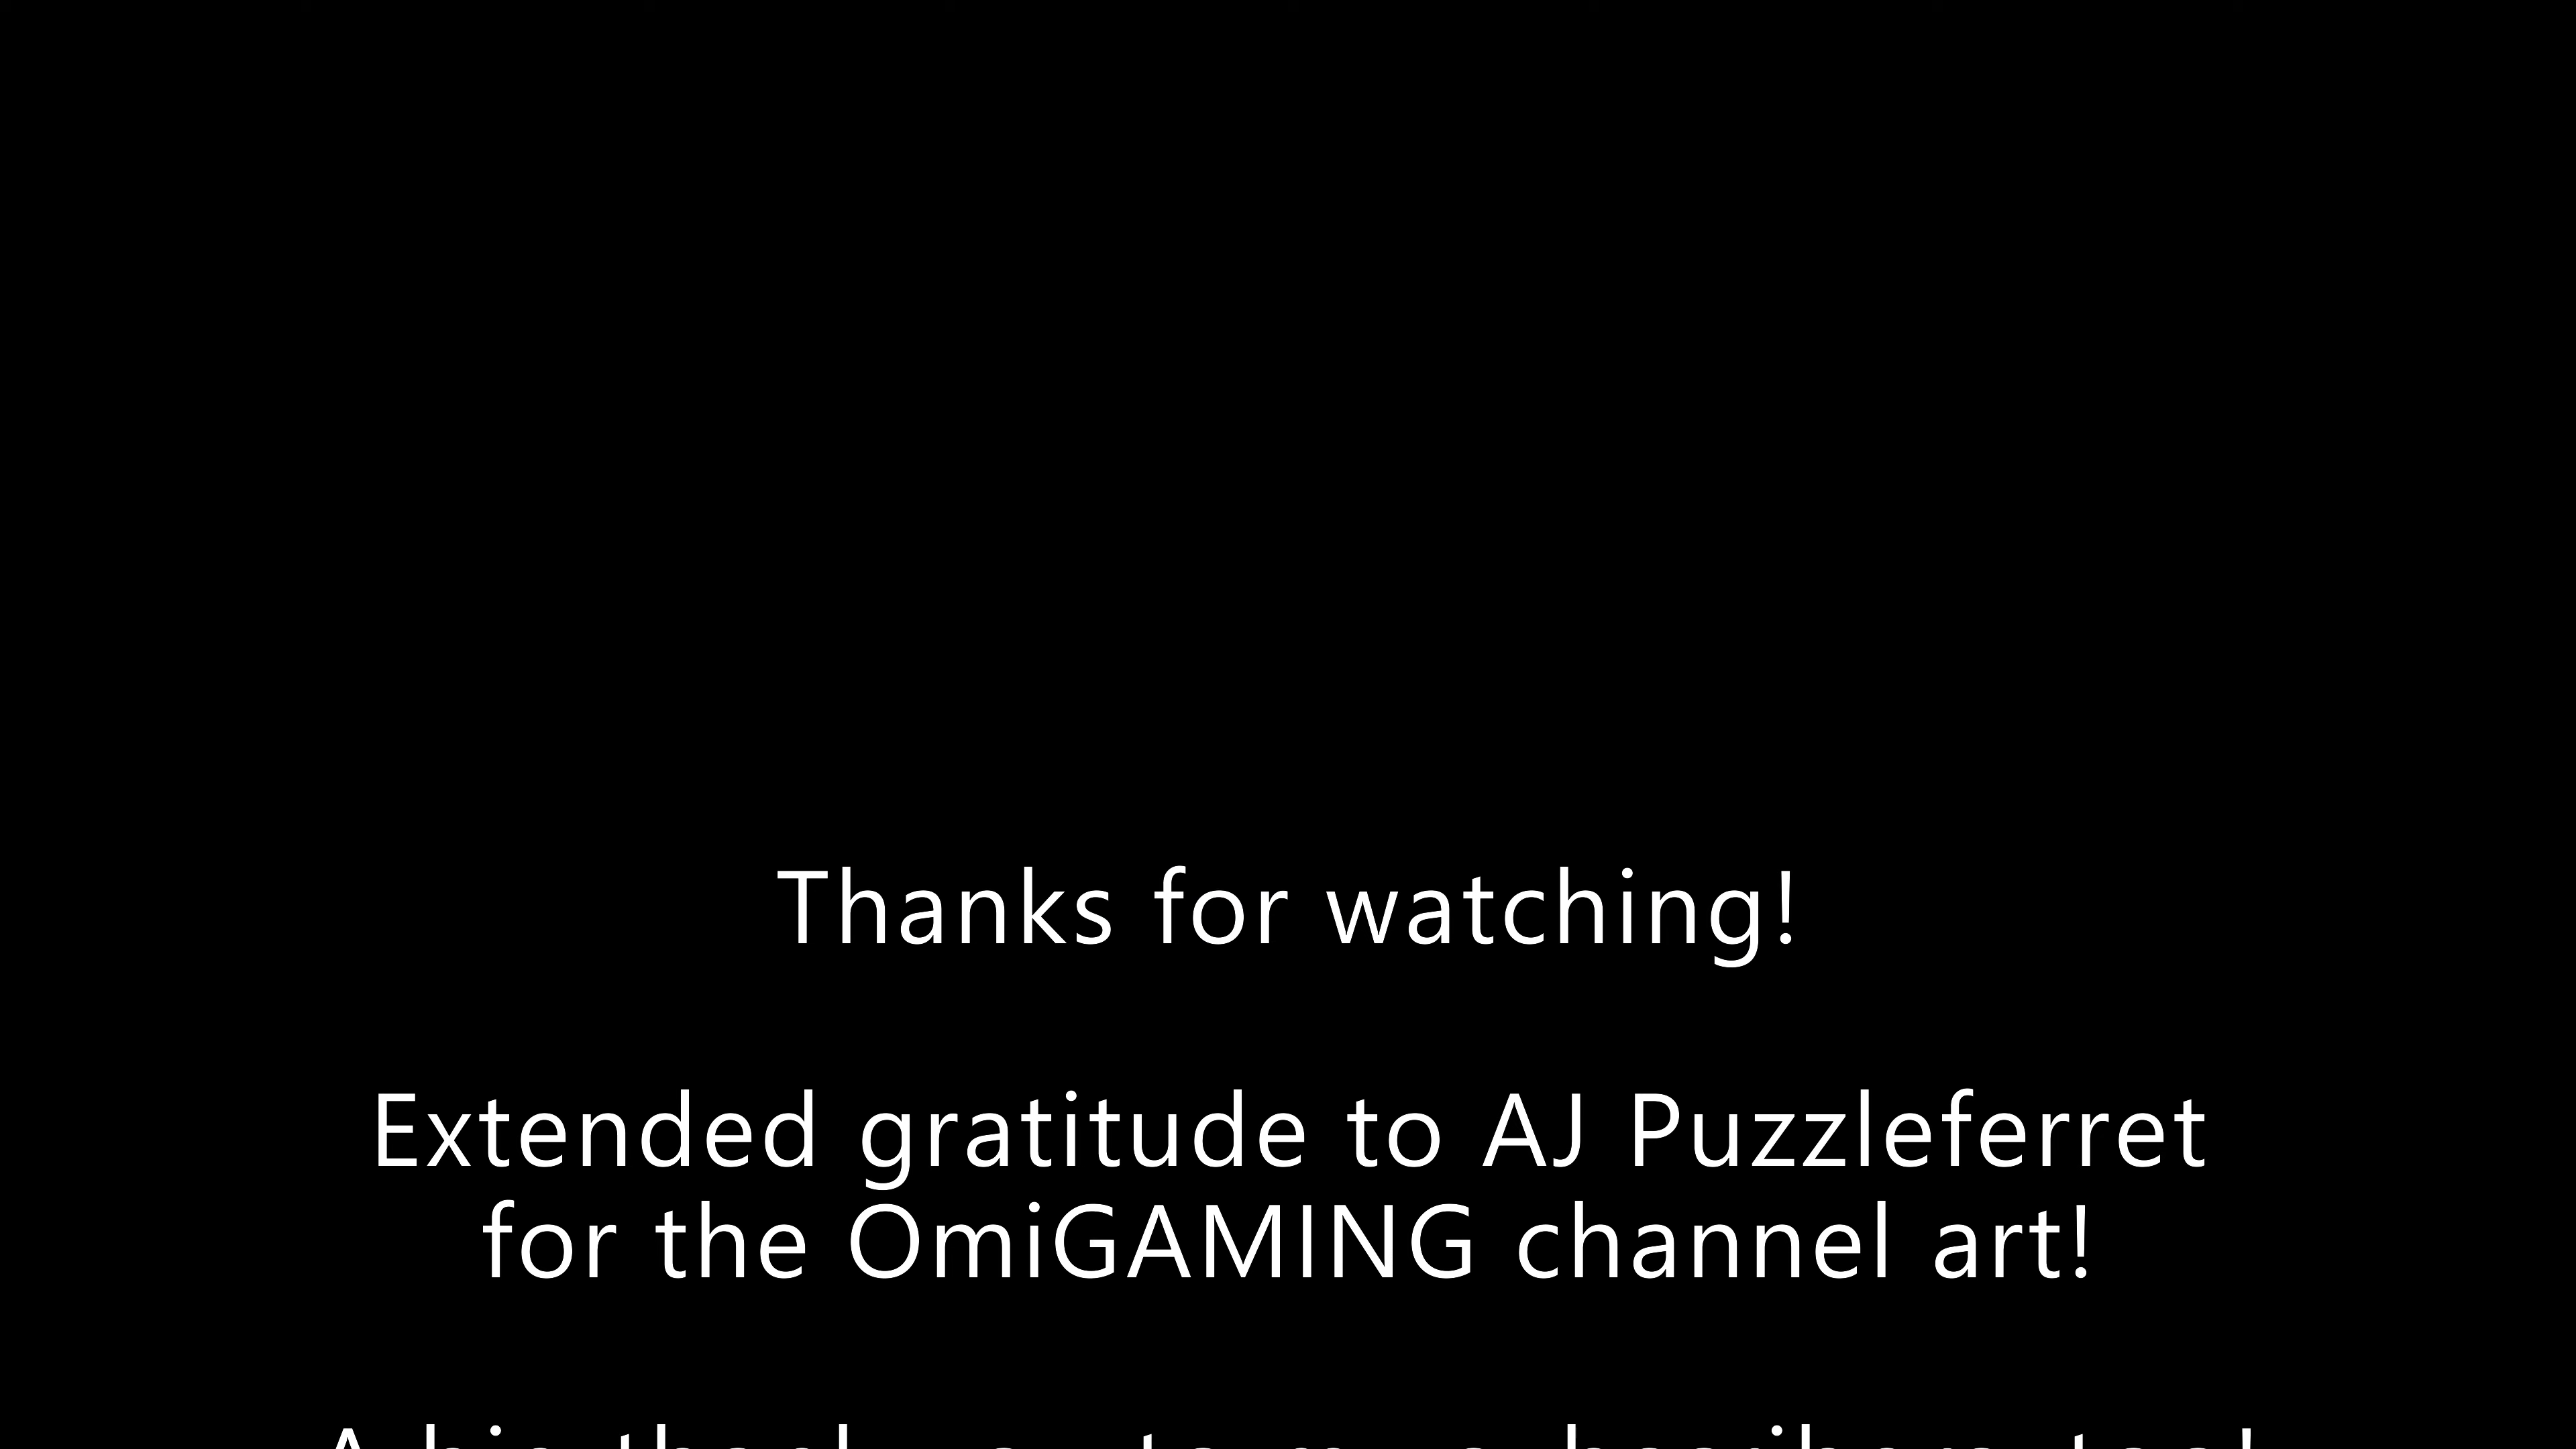 Thanks for watching!
Extended gratitude to AJ Puzzleferret
for the OmiGAMING channel art!